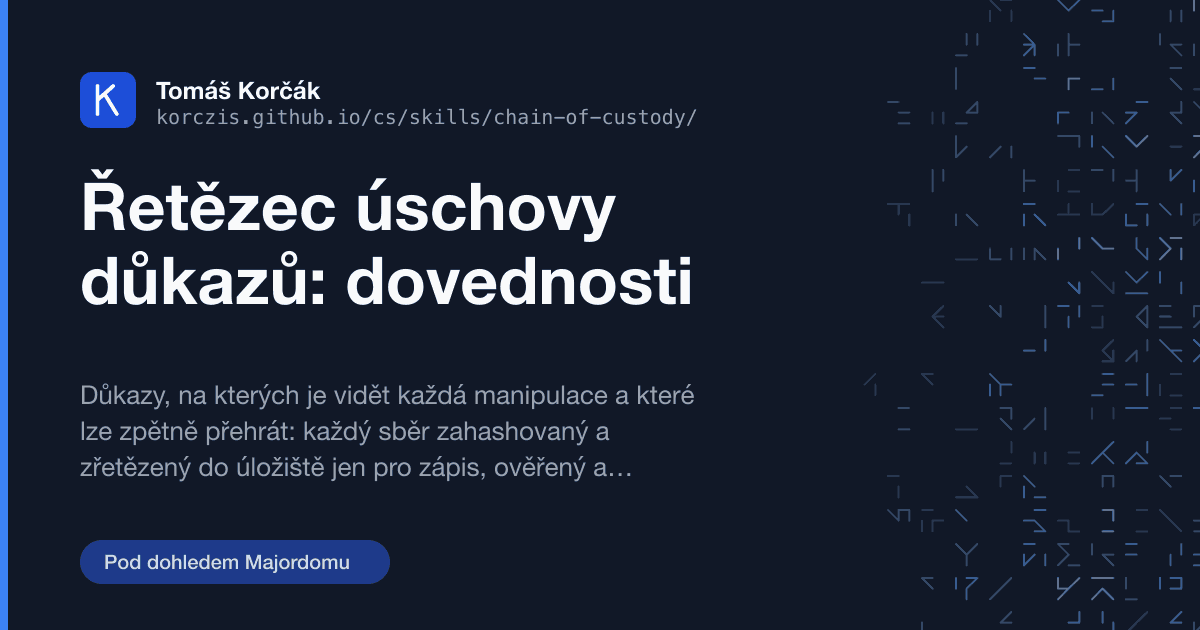 Tomáš Korčák
korczis.github.io/cs/skills/chain-of-custody/
Řetězec úschovy
důkazů: dovednosti
Důkazy, na kterých je vidět každá manipulace a které
lze zpětně přehrát: každý sběr zahashovaný a
zřetězený do úložiště jen pro zápis, ověřený a…
Pod dohledem Majordomu